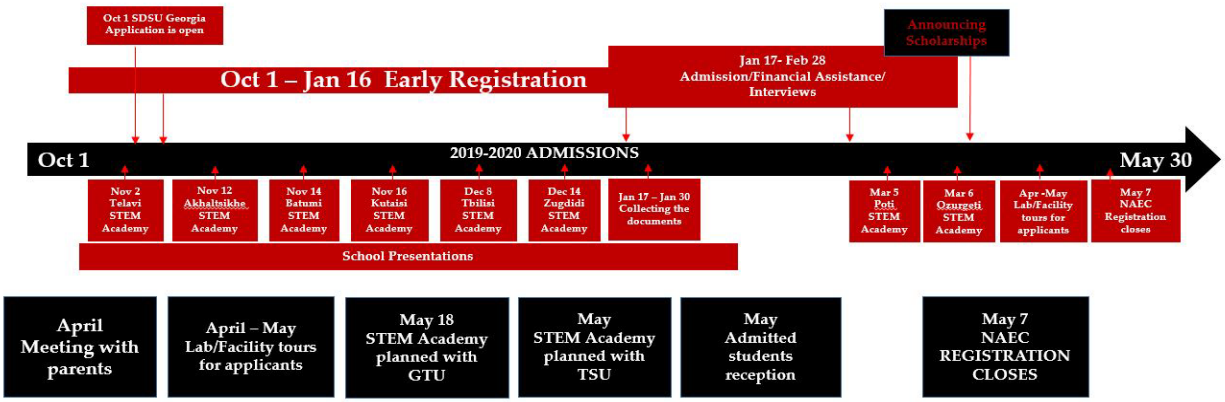 Oct 1 SDSU Georgia
Application is open
Announcing
Scholarships
Oct 1 – Jan 16  Early Registration
Jan 17- Feb 28
Admission/Financial Assistance/
Interviews
Oct 1
2019-2020 ADMISSIONS
May 30
Nov 2
Telavi
STEM
Academy
Nov 12
Akhaltsikhe
STEM
Academy
Nov 14
Batumi
STEM
Academy
Nov 16
Kutaisi
STEM
Academy
Dec 8
Tbilisi
STEM
Academy
Dec 14
Zugdidi
STEM
Academy
Jan 17 – Jan 30
Collecting the
documents
Mar 5
Poti
STEM
Academy
Mar 6
Ozurgeti
STEM
Academy
Apr -May
Lab/Facility
tours for
applicants
May 7
NAEC
Registration
closes
School Presentations
April
Meeting with
parents
April – May
Lab/Facility tours
for applicants
May 18
STEM Academy
planned with
GTU
May
STEM Academy
planned with
TSU
May
Admitted
students
reception
May 7
NAEC
REGISTRATION
CLOSES